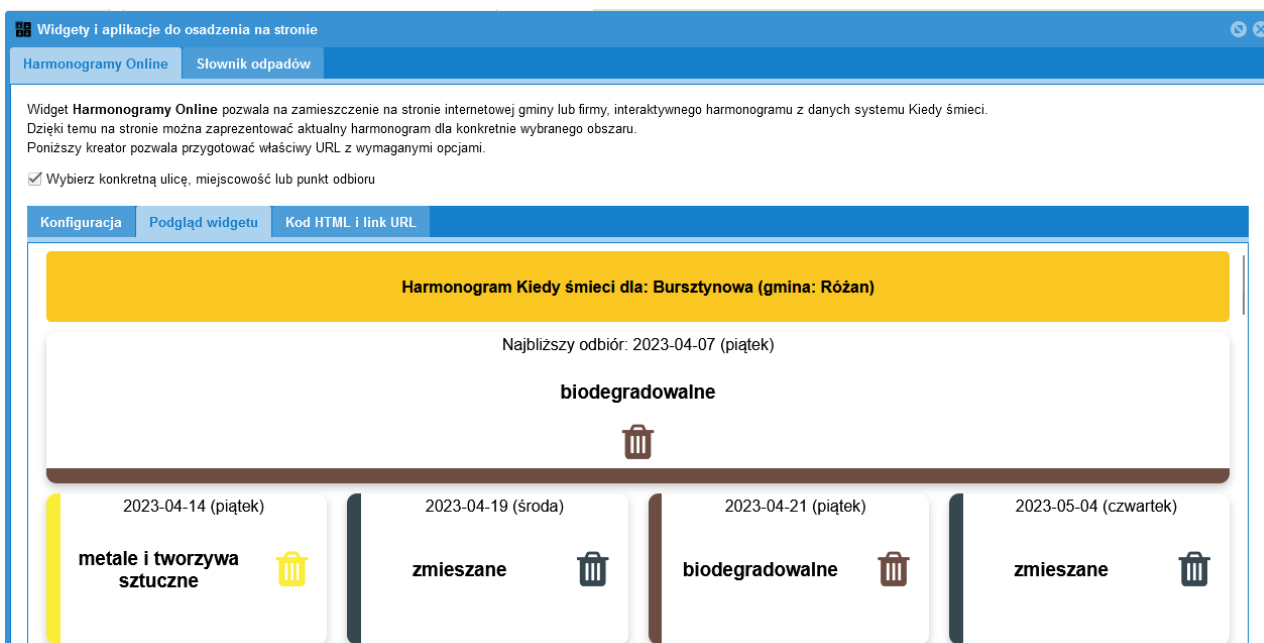 Widgety i aplikacje do osadzenia na stronie
Harmonogramy Online Słownik odpadów
Widget Harmonogramy Online pozwala na zamieszczenie na stronie internetowej gminy lub firmy, interaktywnego harmonogramu z danych systemu Kiedy śmieci.
Dzięki temu na stronie można zaprezentować aktualny harmonogram dla konkretnie wybranego obszaru.
Poniższy kreator pozwala przygotować właściwy URL z wymaganymi opcjami.
Wybierz konkretną ulicę, miejscowość lub punkt odbioru
Konfiguracja Podgląd widgetu Kod HTML i link URL
Harmonogram Kiedy śmieci dla: Bursztynowa (gmina: Różan)
Najbliższy odbiór: 2023-04-07 (piątek)
biodegradowalne
2023-04-14 (piątek)
metale i tworzywa
sztuczne
2023-04-19 (środa)
zmieszane
2023-04-21 (piątek)
biodegradowalne
2023-05-04 (czwartek)
zmieszane